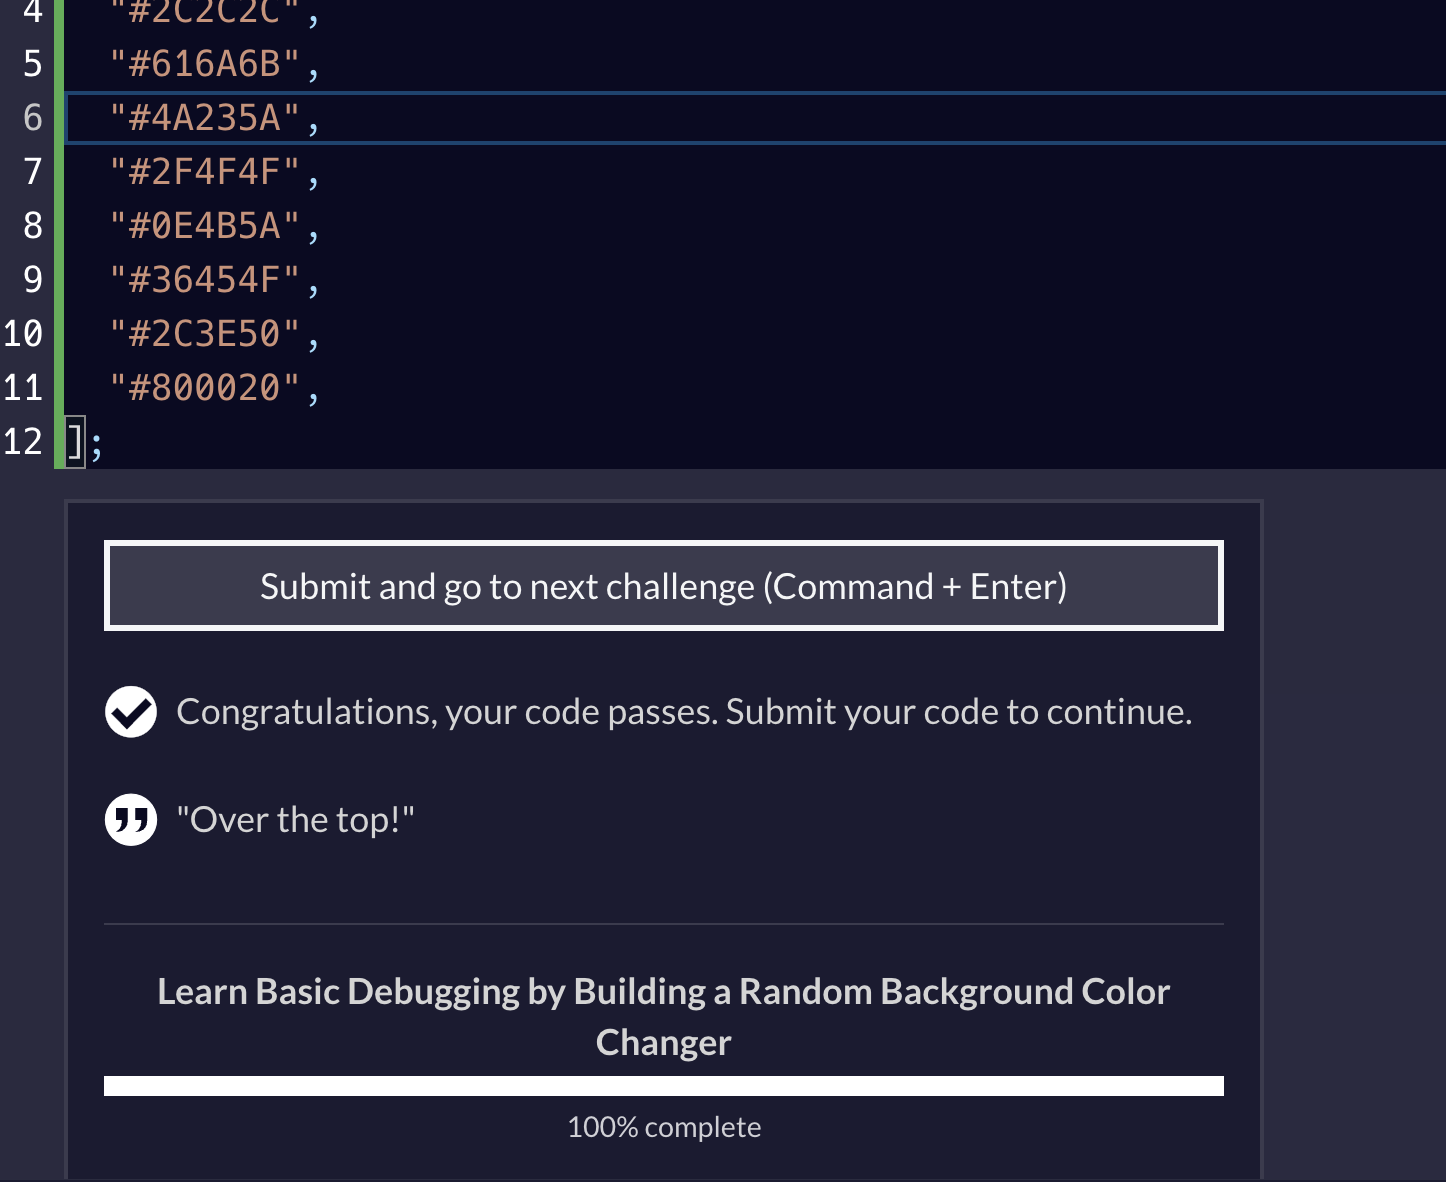 4 "#2C2C2C",
5 "#616A6B",
6 "#4A235A",
7 "#2F4F4F",
8 "#0E4B5A",
9 "#36454F",
10 "#2C3E50",
11 "#800020",
12 ];
Submit and go to next challenge (Command + Enter)
Congratulations, your code passes. Submit your code to continue.
"Over the top!"
Learn Basic Debugging by Building a Random Background Color
Changer
100% complete